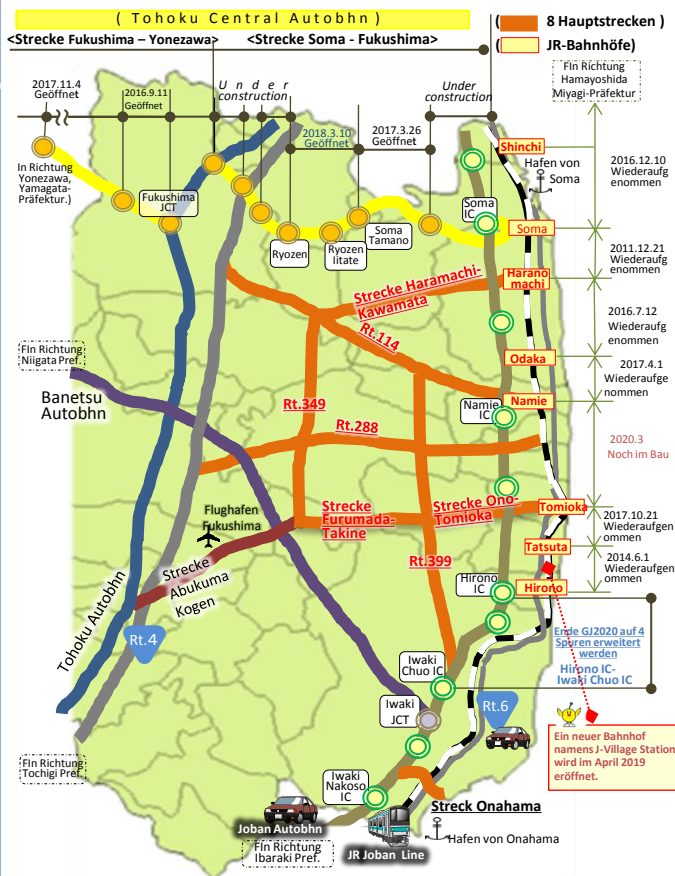 ( Tohoku Central Autobhn )
( 8 Hauptstrecken )
( JR-Bahnhöfe)
<Strecke Fukushima – Yonezawa>
<Strecke Soma - Fukushima>
FIn Richtung
Hamayoshida
Miyagi-Präfektur
2017.11.4
Geöffnet
2016.9.11
Geöffnet
Under
construction
2018.3.10
Geöffnet
2017.3.26
Geöffnet
Under
construction
Shinchi
Hafen von
Soma
2016.12.10
Wiederaufg
enommen
In Richtung
Yonezawa,
Yamagata-
Präfektur.)
Fukushima
JCT
Ryozen
Ryozen
Iitate
Soma
Tamano
Soma
IC
Soma
2011.12.21
Wiederaufg
enommen
Harano
machi
Strecke Haramachi-
Kawamata
Rt.114
2016.7.12
Wiederaufg
enommen
FIn Richtung
Niigata Pref.
Banetsu
Autobhn
Odaka
2017.4.1
Wiederaufge
nommen
Rt.349
Namie
IC
Namie
Rt.288
2020.3
Noch im Bau
Flughafen
Fukushima
Strecke
Furumada-
Takine
Strecke Ono-
Tomioka
Tomioka
2017.10.21
Wiederaufgen
ommen
Tatsuta
2014.6.1
Wiederaufgen
ommen
Rt.399
Strecke
Abukuma
Kogen
Hirono
IC
Hirono
Tohoku Autobhn
Rt.4
Ende GJ2020 auf 4
Spuren erweitert
werden
Hirono IC-
Iwaki Chuo IC
Iwaki
Chuo IC
Iwaki
JCT
Rt.6
Ein neuer Bahnhof
namens J-Village Station
wird im April 2019
eröffnet.
FIn Richtung
Tochigi Pref.
Iwaki
Nakoso
IC
Streck Onahama
Joban Autobhn
FIn Richtung
Ibaraki Pref.
JR Joban Line
Hafen von Onahama